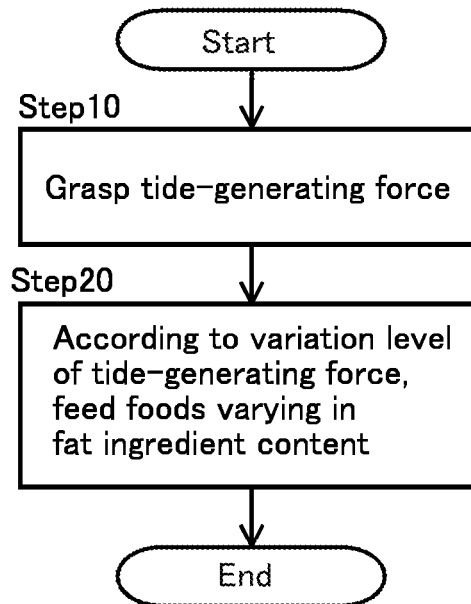 Start
Step10
Grasp tide-generating force
Step20
According to variation level
of tide-generating force,
feed foods varying in
fat ingredient content
End